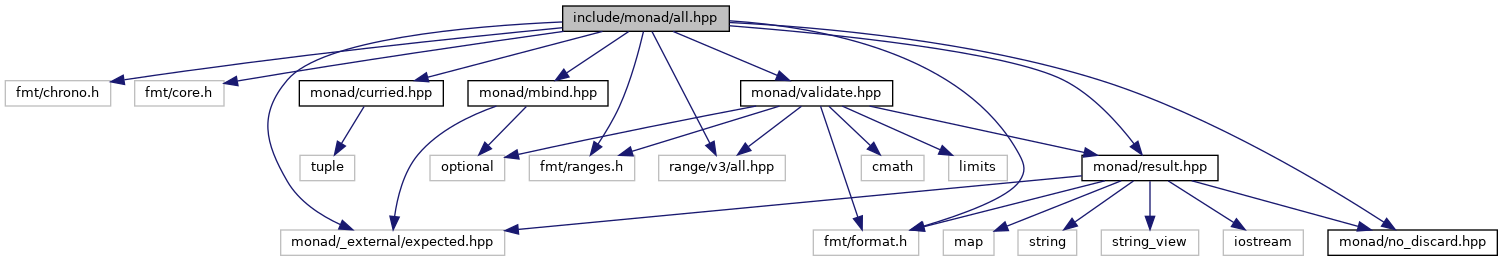 include/monad/all.hpp
fmt/chrono.h
fmt/core.h
monad/curried.hpp
monad/mbind.hpp
monad/validate.hpp
tuple
optional
fmt/ranges.h
range/v3/all.hpp
cmath
limits
monad/result.hpp
monad/_external/expected.hpp
fmt/format.h
map
string
string_view
iostream
monad/no_discard.hpp